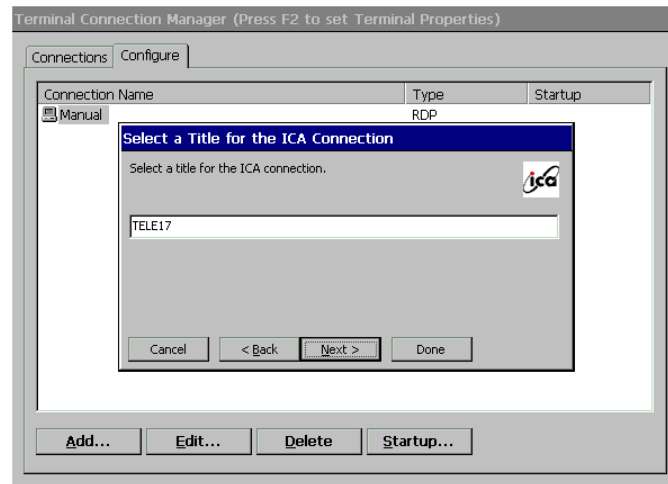 Terminal Connection Manager (Press F2 to set Terminal Properties)
Connections Configure
Connection Name Type Startup
Manual RDP
Select a Title for the ICA Connection
Select a title for the ICA connection.
ica
TELE17
Cancel < Back Next > Done
Add... Edit... Delete Startup...